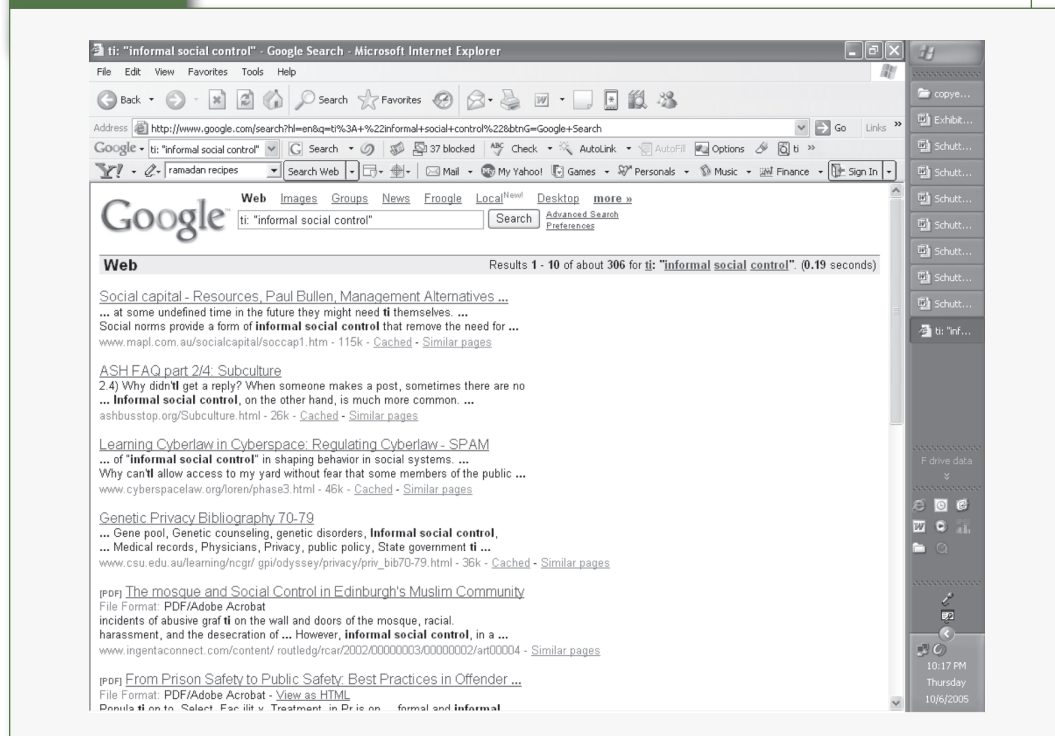 ti: "informal social control" - Google Search - Microsoft Internet Explorer
File Edit View Favorites Tools Help
Back Search Favorites
Address http://www.google.com/search?hl=en&q=ti%3A+%22informal+social+control%22&btnG=Google+Search Go Links »
Google ti: "informal social control" G Search 37 blocked ABC Check AutoLink AutoFill Options ti »
Y! ramadan recipes Search Web Mail My Yahoo! Games Personals Music Finance Sign In
Google™
Web Images Groups News Froogle Local New! Desktop more »
ti: "informal social control" Search Advanced Search
Preferences
Web Results 1 - 10 of about 306 for ti: "informal social control". (0.19 seconds)
Social capital - Resources, Paul Bullen, Management Alternatives ...
... at some undefined time in the future they might need ti themselves. ...
Social norms provide a form of informal social control that remove the need for ...
www.mapl.com.au/socialcapital/soccap1.htm - 115k - Cached - Similar pages
ASH FAQ part 2/4: Subculture
2.4) Why didn'tI get a reply? When someone makes a post, sometimes there are no
... Informal social control, on the other hand, is much more common. ...
ashbusstop.org/Subculture.html - 26k - Cached - Similar pages
Learning Cyberlaw in Cyberspace: Regulating Cyberlaw - SPAM
... of "informal social control" in shaping behavior in social systems. ...
Why can'tI allow access to my yard without fear that some members of the public ...
www.cyberspacelaw.org/loren/phase3.html - 46k - Cached - Similar pages
Genetic Privacy Bibliography 70-79
... Gene pool, Genetic counseling, genetic disorders, Informal social control,
... Medical records, Physicians, Privacy, public policy, State government ti ...
www.csu.edu.au/learning/ncgr/ gpi/odyssey/privacy/priv_bib70-79.html - 36k - Cached - Similar pages
[PDF] The mosque and Social Control in Edinburgh's Muslim Community
File Format: PDF/Adobe Acrobat
incidents of abusive graf ti on the wall and doors of the mosque, racial.
harassment, and the desecration of ... However, informal social control, in a ...
www.ingentaconnect.com/content/ routledg/rcar/2002/00000003/00000002/art00004 - Similar pages
[PDF] From Prison Safety to Public Safety: Best Practices in Offender ...
File Format: PDF/Adobe Acrobat - View as HTML
Popula ti on to. Select. Fac ilit y. Treatment. in Pr is on ... formal and informal
copye...
Exhibit...
Schutt...
Schutt...
Schutt...
Schutt...
Schutt...
Schutt...
Schutt...
ti: "inf...
F drive data
10:17 PM
Thursday
10/6/2005